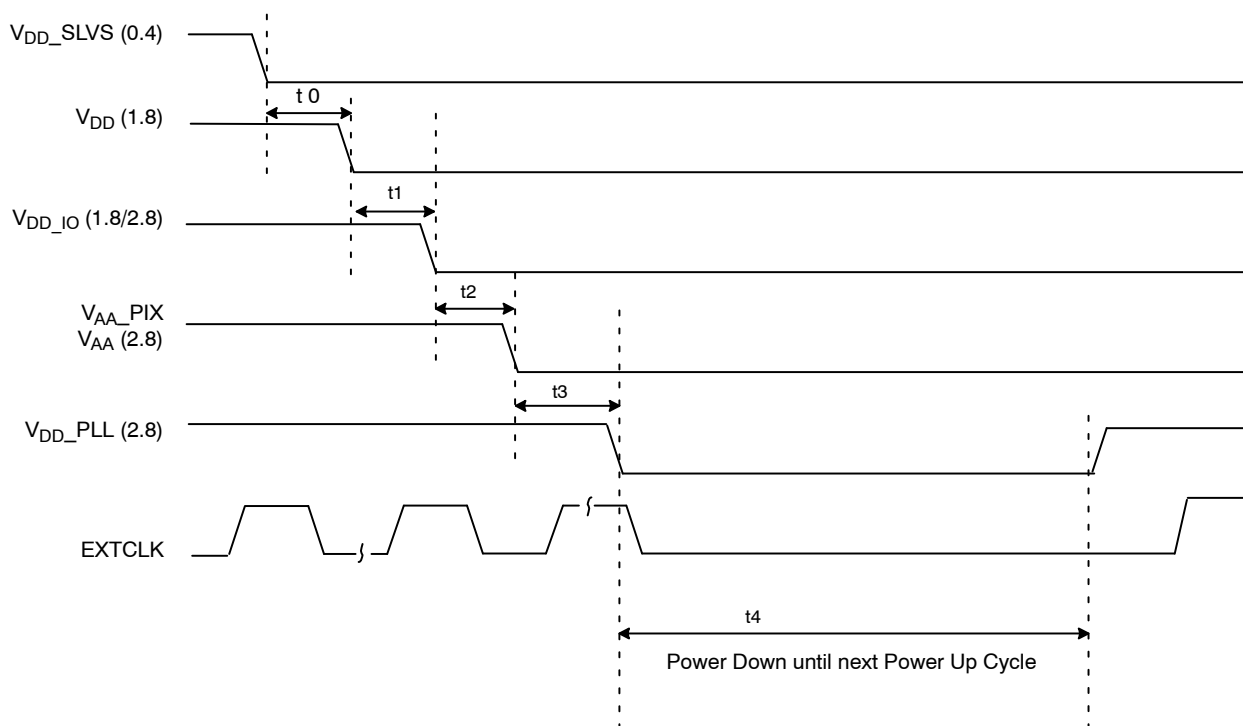 VDD_SLVS (0.4)
t 0
VDD (1.8)
t1
VDD_IO (1.8/2.8)
t2
VAA_PIX
VAA (2.8)
t3
VDD_PLL (2.8)
EXTCLK
t4
Power Down until next Power Up Cycle